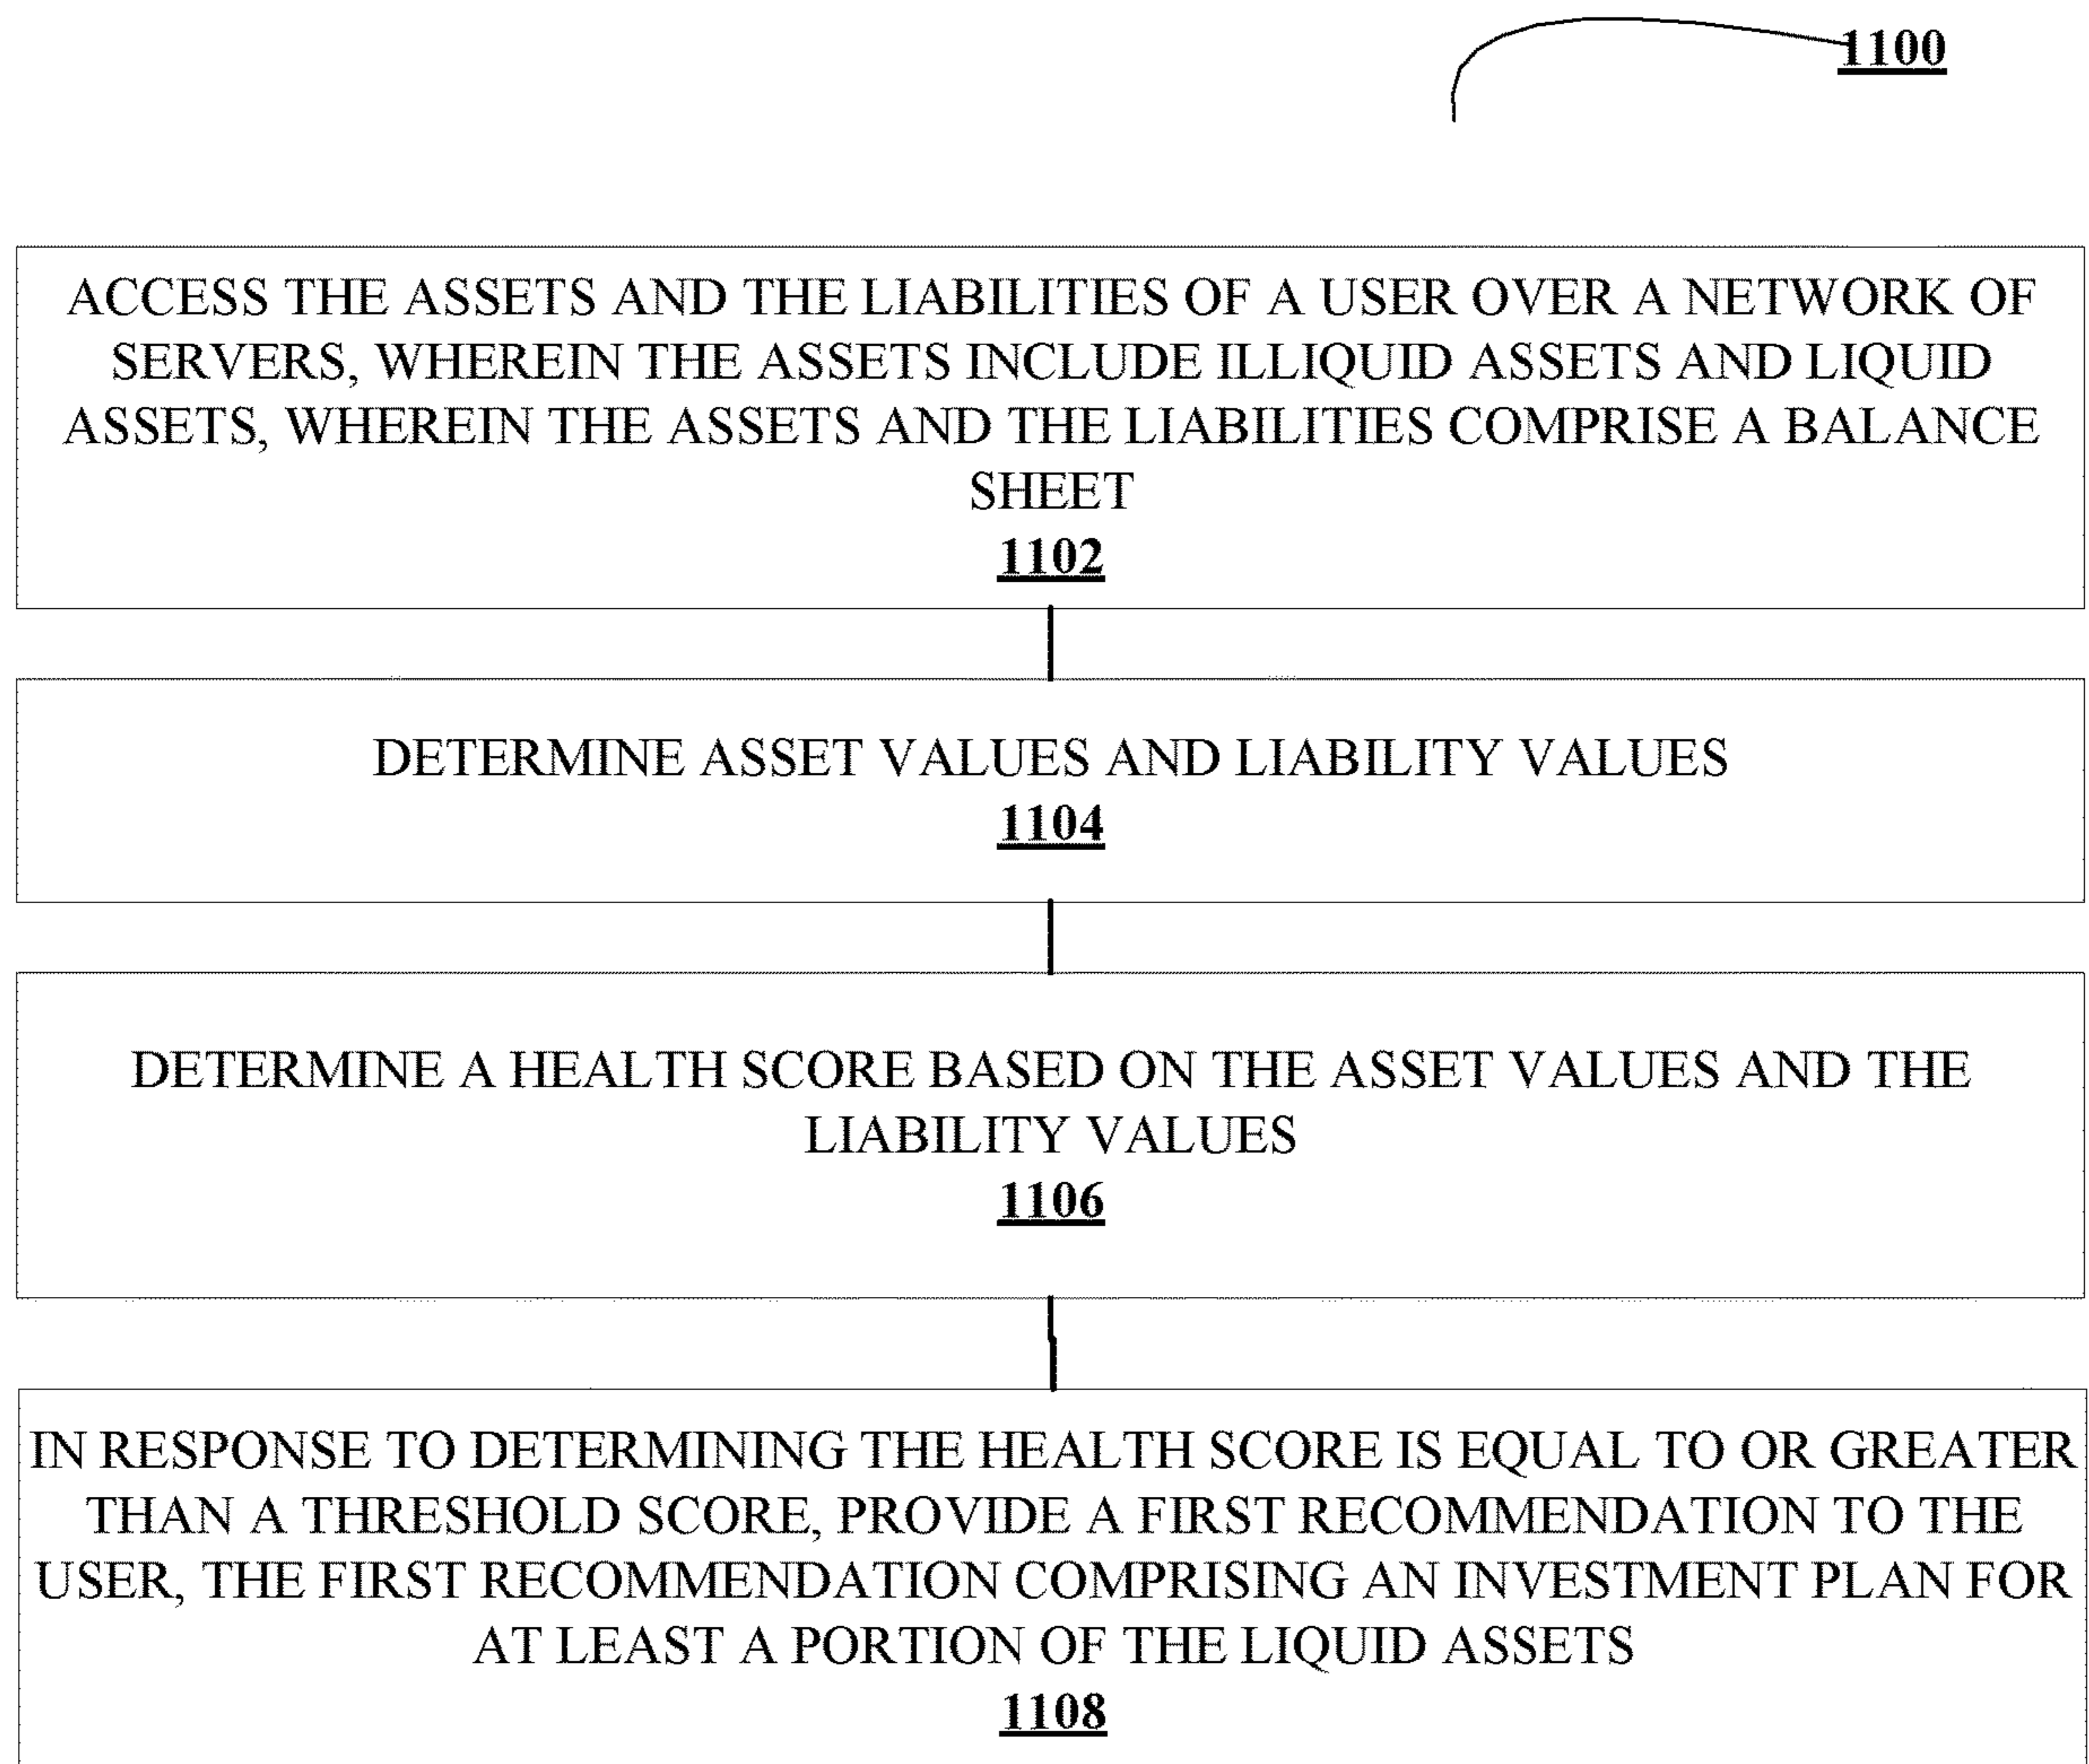 1100
ACCESS THE ASSETS AND THE LIABILITIES OF A USER OVER A NETWORK OF
SERVERS, WHEREIN THE ASSETS INCLUDE ILLIQUID ASSETS AND LIQUID
ASSETS, WHEREIN THE ASSETS AND THE LIABILITIES COMPRISE A BALANCE
SHEET
1102
DETERMINE ASSET VALUES AND LIABILITY VALUES
1104
DETERMINE A HEALTH SCORE BASED ON THE ASSET VALUES AND THE
LIABILITY VALUES
1106
IN RESPONSE TO DETERMINING THE HEALTH SCORE IS EQUAL TO OR GREATER
THAN A THRESHOLD SCORE, PROVIDE A FIRST RECOMMENDATION TO THE
USER, THE FIRST RECOMMENDATION COMPRISING AN INVESTMENT PLAN FOR
AT LEAST A PORTION OF THE LIQUID ASSETS
1108